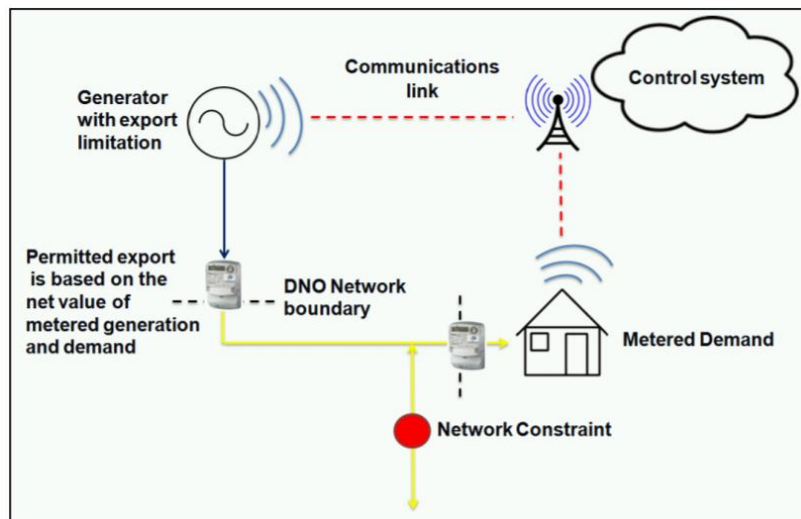 Communications
link
Control system
Generator
with export
limitation
Permitted export
is based on the
net value of
metered generation
and demand
DNO Network
boundary
Metered Demand
Network Constraint